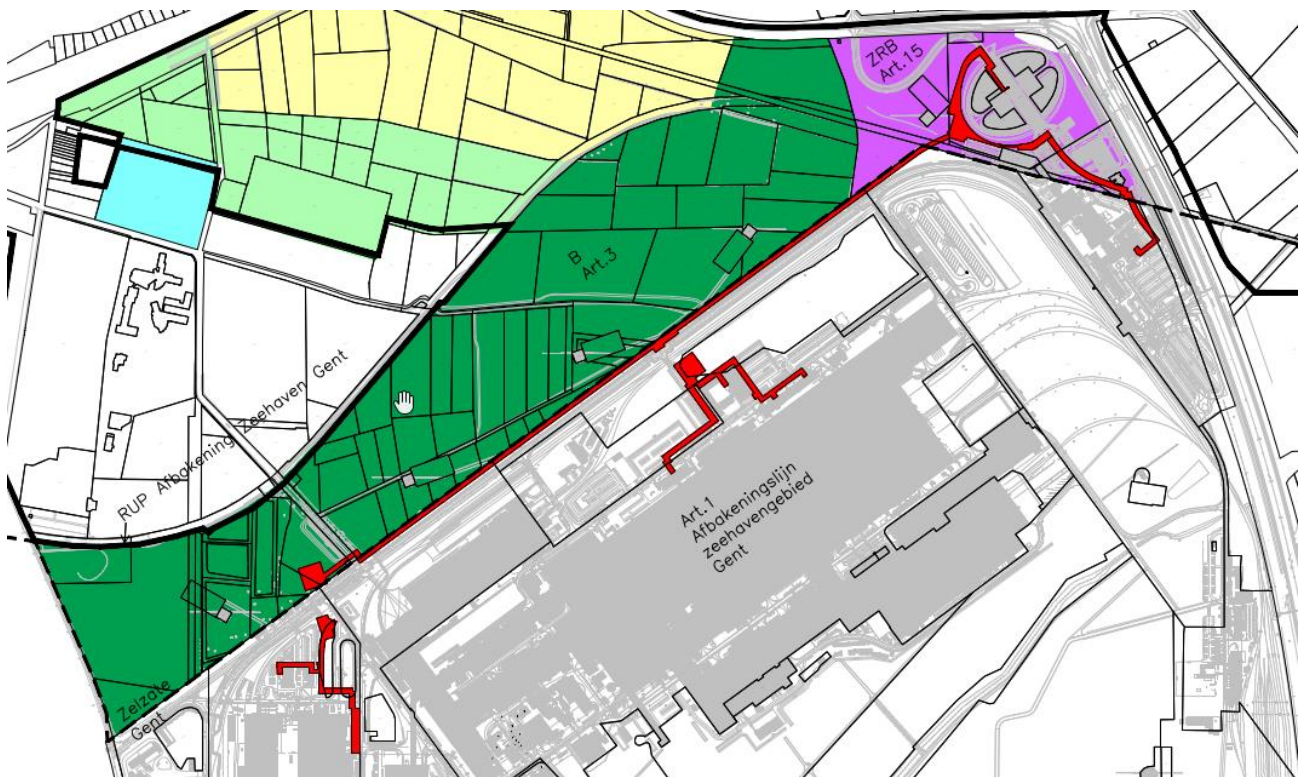 ZRB
Art.15
B
Art.3
RUP Afbakening Zeehaven Gent
Art.1
Afbakeningslijn
zeehavengebied
Gent
Zelzate
Gent